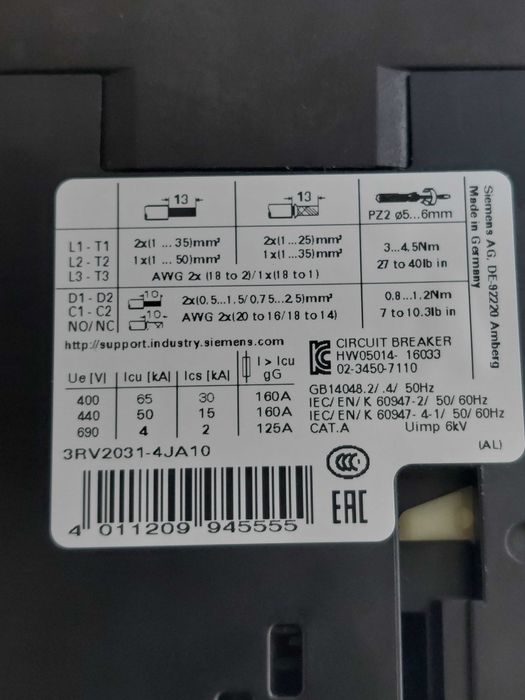 13
13
PZ2 ø5...6mm
L1 - T1
L2 - T2
L3 - T3
2x(1 ...35)mm²
1x(1 ...50)mm²
2x(1 ...25)mm²
1x(1 ...35)mm²
AWG 2x (18 to 2)/1x(18 to 1)
3...4.5Nm
27 to 40lb in
D1 - D2
C1 - C2
NO/ NC
10
10
2x(0.5...1.5/0.75...2.5)mm²
AWG 2x(20 to 16/18 to 14)
0.8...1.2Nm
7 to 10.3lb in
http://support.industry.siemens.com
Ue [V] Icu [kA] Ics [kA] I > Icu gG
400 65 30 160A
440 50 15 160A
690 4 2 125A
3RV2031-4JA10
4 011209 945555
CIRCUIT BREAKER
HW05014- 16033
02-3450-7110
GB14048.2/ .4/ 50Hz
IEC/ EN/ K 60947- 2/ 50/ 60Hz
IEC/ EN/ K 60947- 4-1/ 50/ 60Hz
CAT.A Uimp 6kV
(AL)
CCC
EAC
Siemens AG, DE-92220 Amberg
Made in Germany